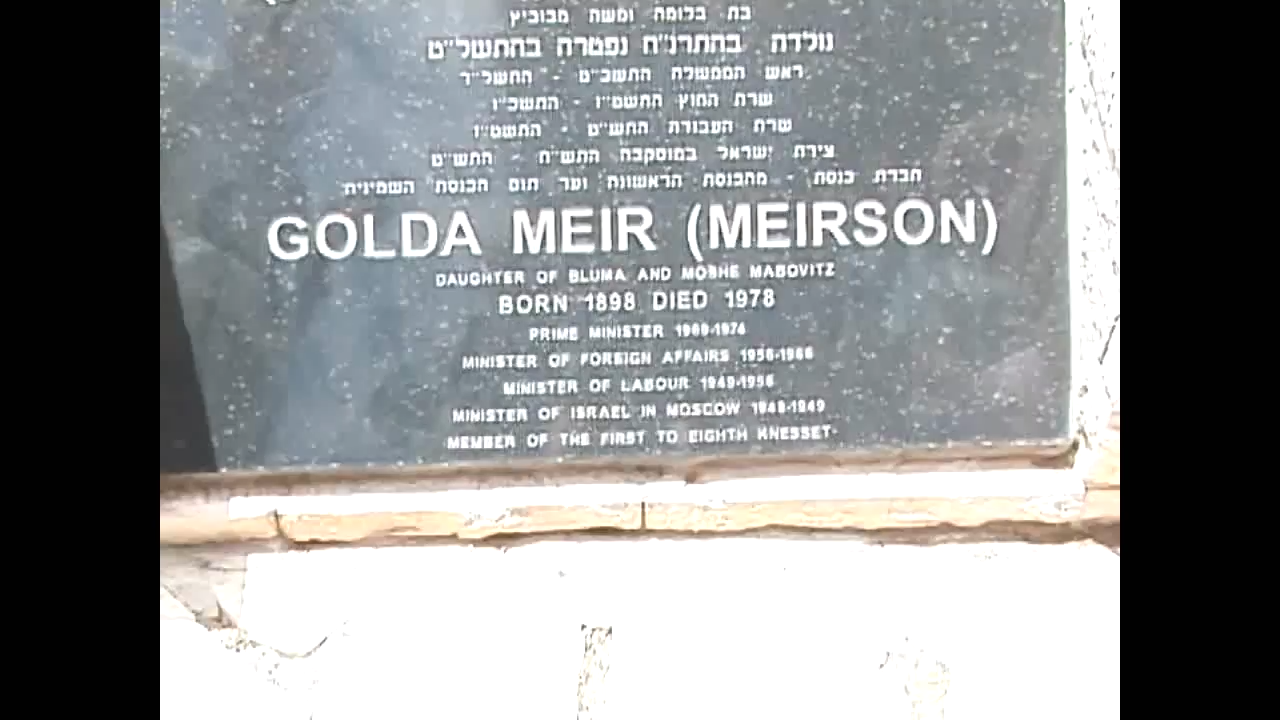 בת בלומה ומשה מבוביץ
נולדה בהתרנ"ח נפטרה בהתשל"ט
ראש הממשלה התשכ"ט - התשל"ד
שרת החוץ התשט"ז - התשכ"ו
שרת העבודה התש"ט - התשט"ז
צירת ישראל במוסקבה התש"ח - התש"ט
חברת כנסת - מהכנסת הראשונה ועד תום הכנסת השמינית
GOLDA MEIR (MEIRSON)
DAUGHTER OF BLUMA AND MOSHE MABOVITZ
BORN 1898 DIED 1978
PRIME MINISTER 1969-1974
MINISTER OF FOREIGN AFFAIRS 1956-1966
MINISTER OF LABOUR 1949-1956
MINISTER OF ISRAEL IN MOSCOW 1948-1949
MEMBER OF THE FIRST TO EIGHTH KNESSET